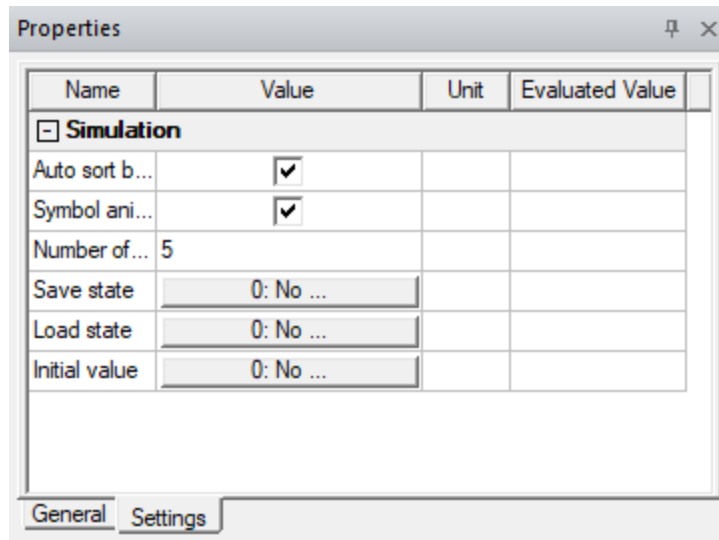 Properties
Name Value Unit Evaluated Value
Simulation
Auto sort b...
Symbol ani...
Number of... 5
Save state 0: No ...
Load state 0: No ...
Initial value 0: No ...
General Settings